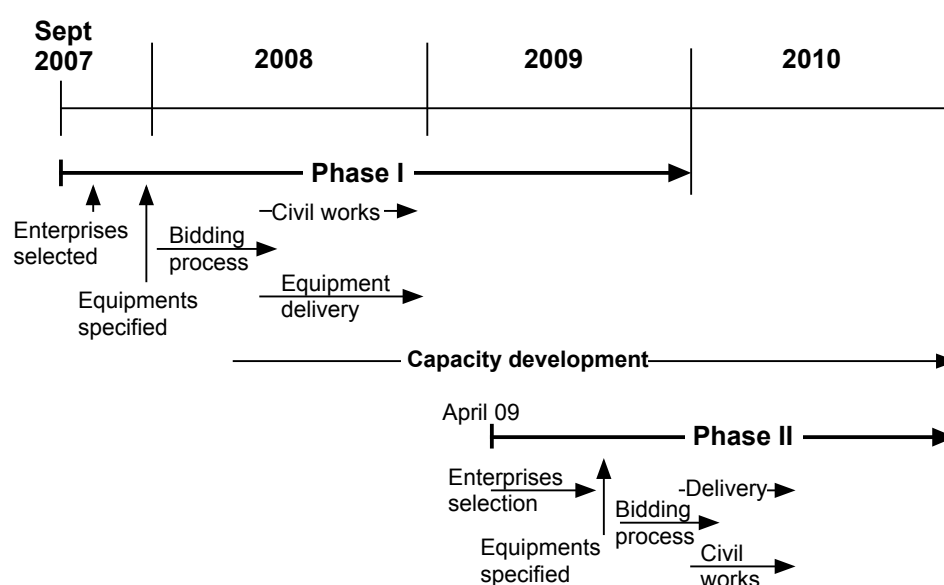 Sept
2007
2008
2009
2010
Phase I
Civil works
Enterprises
selected
Bidding
process
Equipments
specified
Equipment
delivery
Capacity development
April 09
Phase II
Enterprises
selection
Delivery
Bidding
process
Equipments
specified
Civil
works